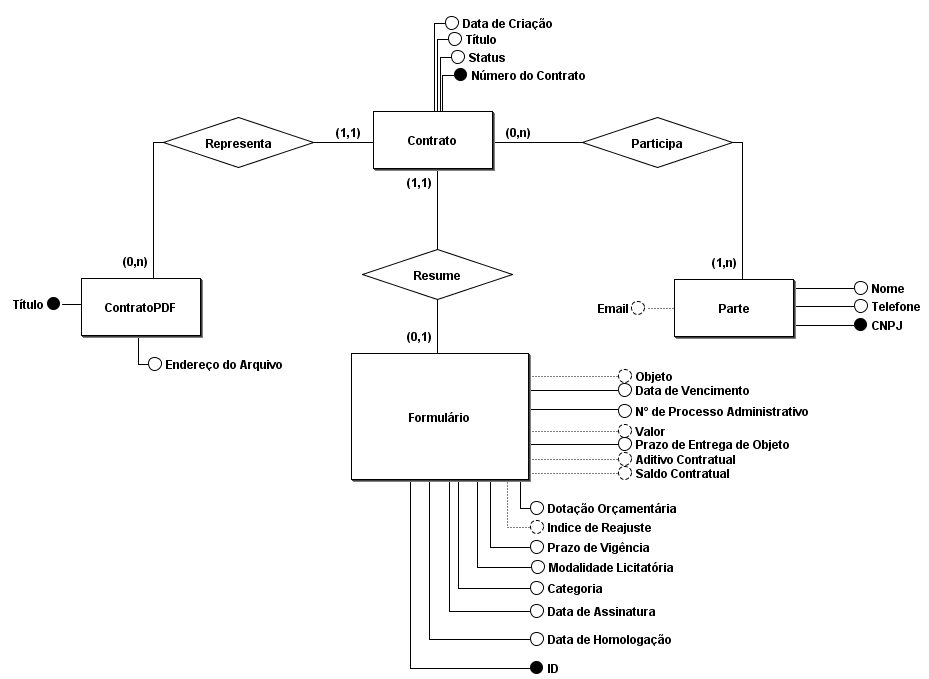 Data de Criação
Título
Status
Número do Contrato
Representa
(1,1)
Contrato
(0,n)
Participa
(1,1)
(0,n)
(1,n)
Resume
Título
ContratoPDF
Endereço do Arquivo
Email
Parte
Nome
Telefone
CNPJ
(0,1)
Formulário
Objeto
Data de Vencimento
N° de Processo Administrativo
Valor
Prazo de Entrega de Objeto
Aditivo Contratual
Saldo Contratual
Dotação Orçamentária
Indice de Reajuste
Prazo de Vigência
Modalidade Licitatória
Categoria
Data de Assinatura
Data de Homologação
ID